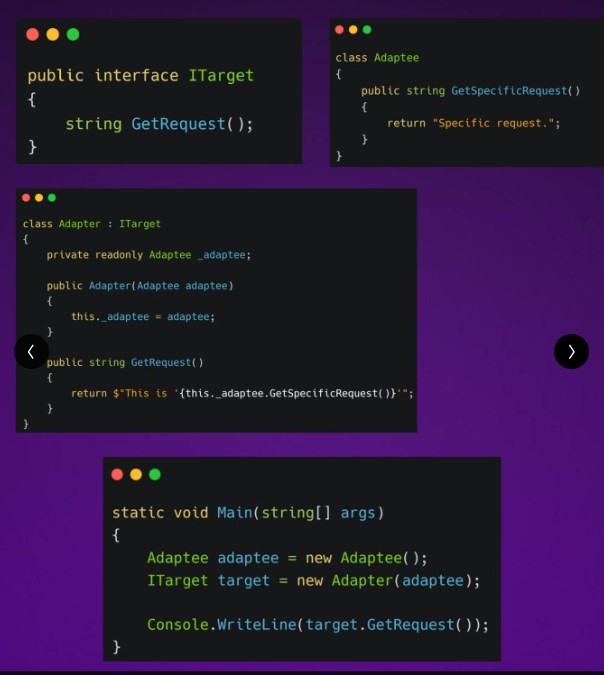 public interface ITarget
{
    string GetRequest();
}
class Adaptee
{
    public string GetSpecificRequest()
    {
        return "Specific request.";
    }
}
class Adapter : ITarget
{
    private readonly Adaptee _adaptee;
    public Adapter(Adaptee adaptee)
    {
        this._adaptee = adaptee;
    }
    public string GetRequest()
    {
        return $"This is '{this._adaptee.GetSpecificRequest()}'";
    }
}
static void Main(string[] args)
{
    Adaptee adaptee = new Adaptee();
    ITarget target = new Adapter(adaptee);
    Console.WriteLine(target.GetRequest());
}